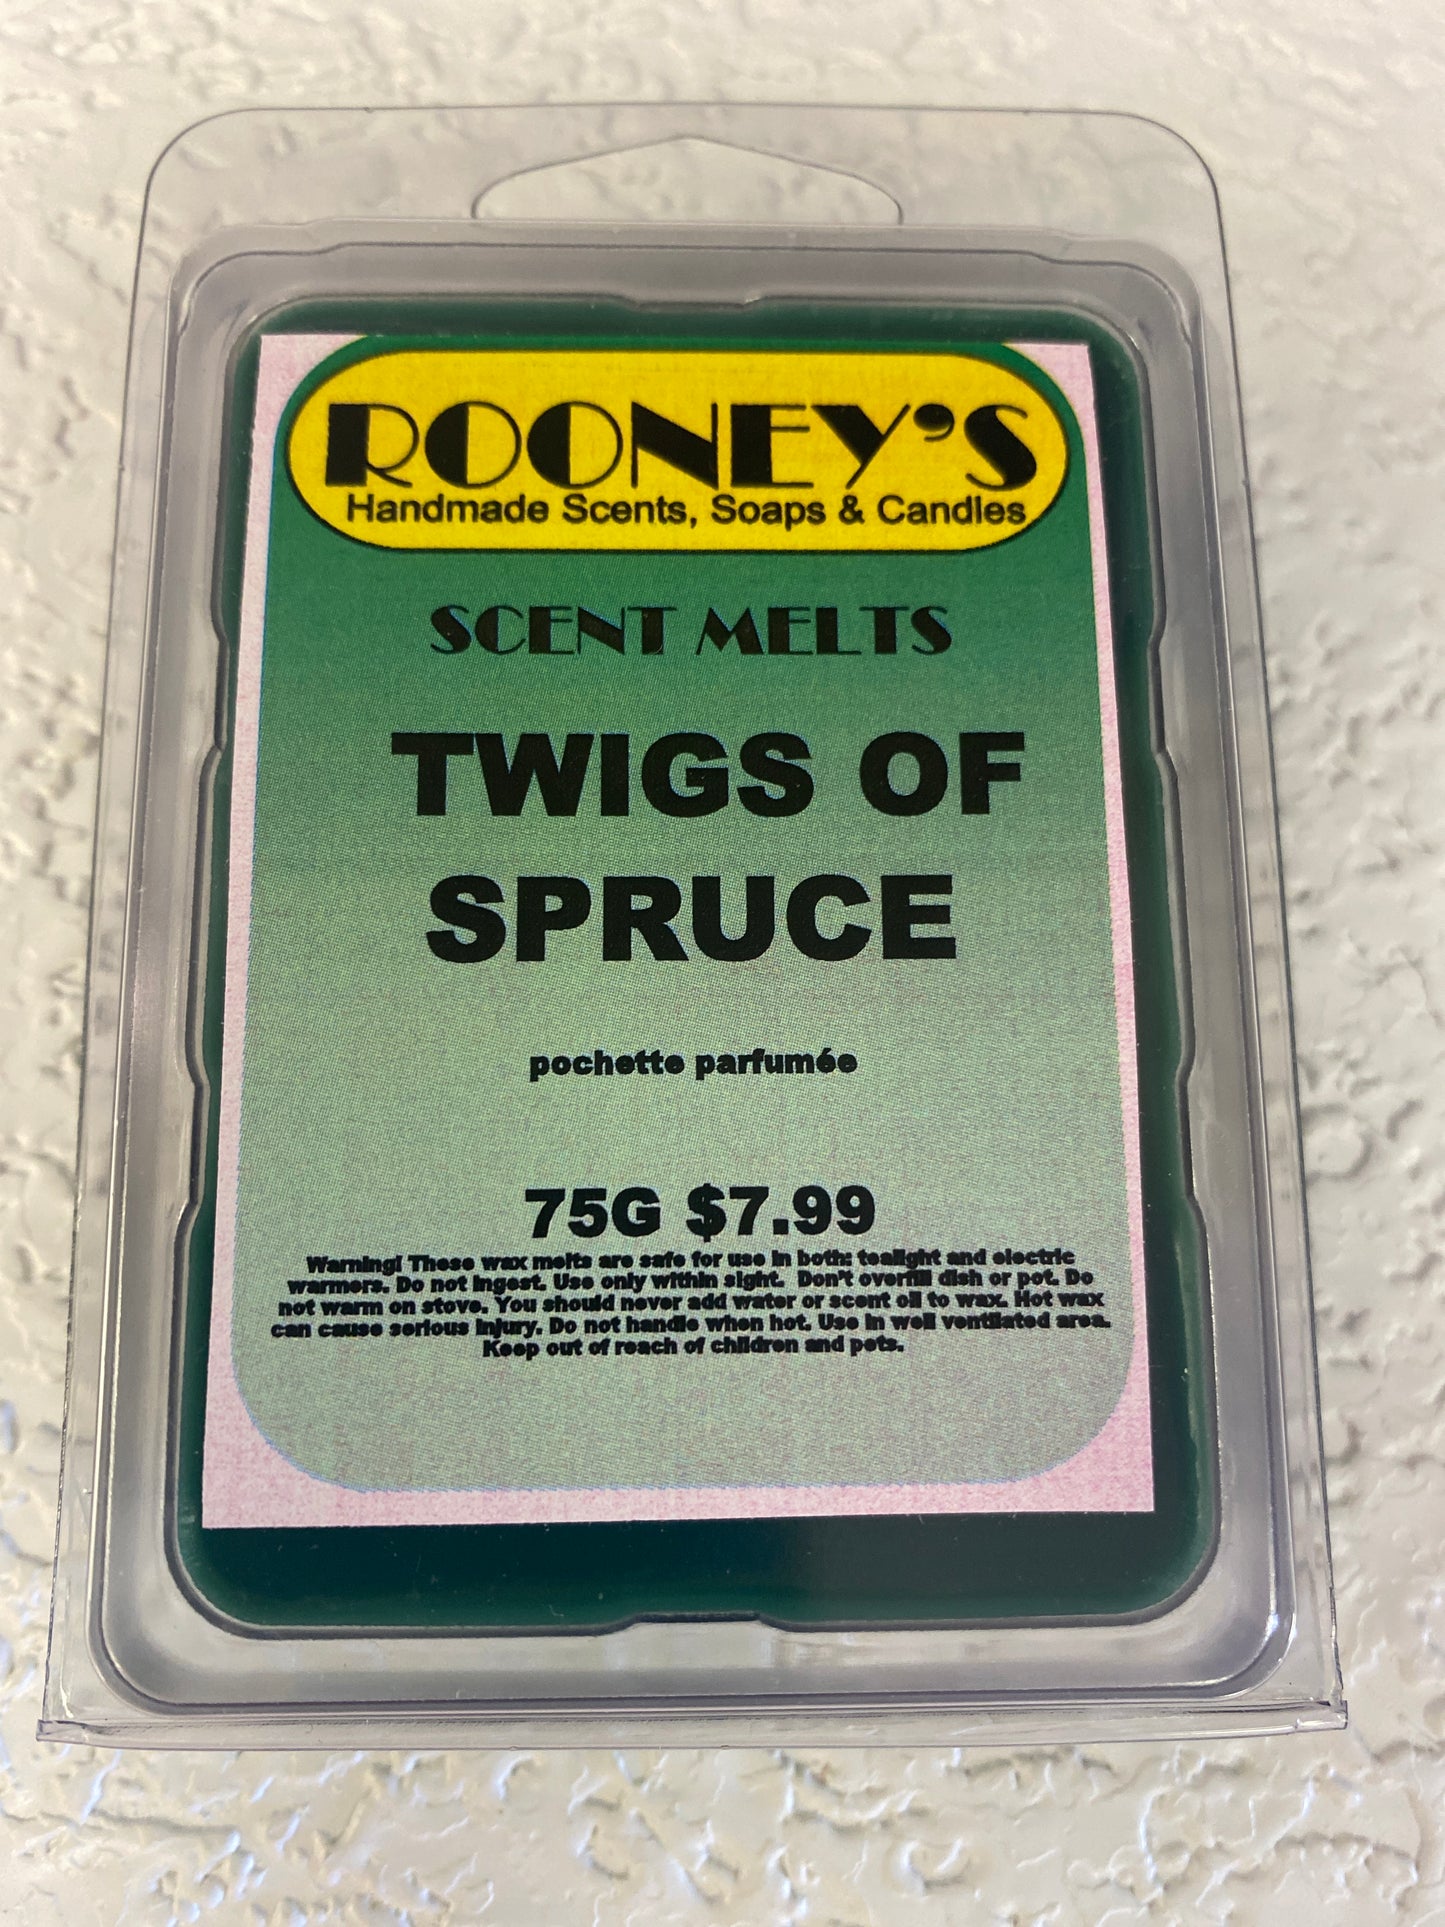 ROONEY'S
Handmade Scents, Soaps & Candles
SCENT MELTS
TWIGS OF
SPRUCE
pochette parfumée
75G $7.99
Warning! These wax melts are safe for use in both: tealight and electric
warmers. Do not ingest. Use only within sight. Don't overfill dish or pot. Do
not warm on stove. You should never add water or scent oil to wax. Hot wax
can cause serious injury. Do not handle when hot. Use in well ventilated area.
Keep out of reach of children and pets.